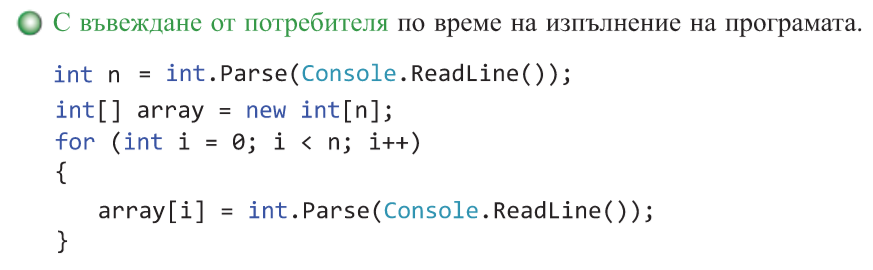 С въвеждане от потребителя по време на изпълнение на програмата.
int n = int.Parse(Console.ReadLine());
int[] array = new int[n];
for (int i = 0; i < n; i++)
{
array[i] = int.Parse(Console.ReadLine());
}